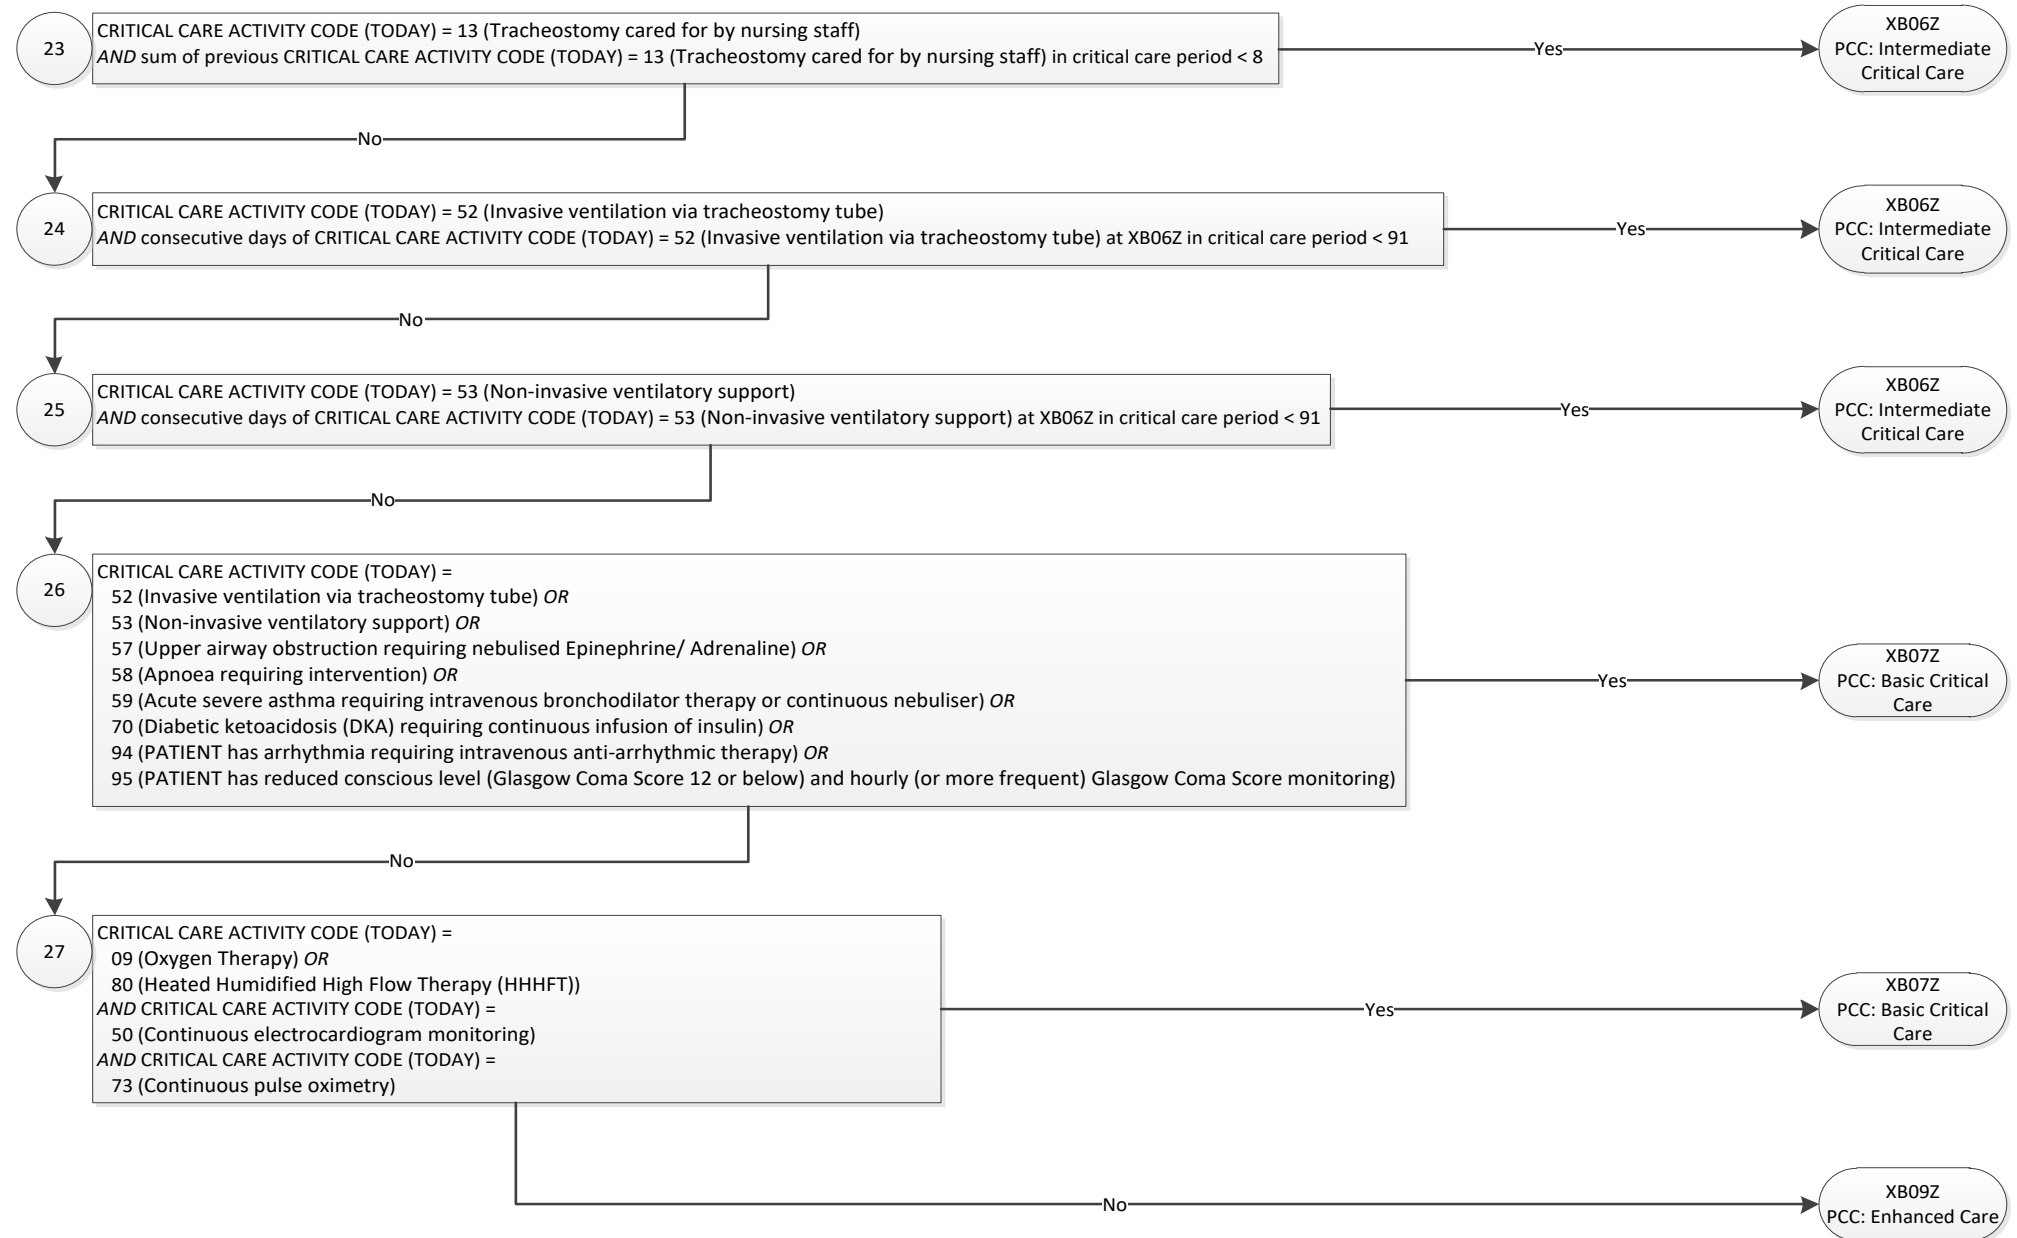 23
CRITICAL CARE ACTIVITY CODE (TODAY) = 13 (Tracheostomy cared for by nursing staff)
AND sum of previous CRITICAL CARE ACTIVITY CODE (TODAY) = 13 (Tracheostomy cared for by nursing staff) in critical care period < 8
Yes
XB06Z
PCC: Intermediate
Critical Care
No
24
CRITICAL CARE ACTIVITY CODE (TODAY) = 52 (Invasive ventilation via tracheostomy tube)
AND consecutive days of CRITICAL CARE ACTIVITY CODE (TODAY) = 52 (Invasive ventilation via tracheostomy tube) at XB06Z in critical care period < 91
Yes
XB06Z
PCC: Intermediate
Critical Care
No
25
CRITICAL CARE ACTIVITY CODE (TODAY) = 53 (Non-invasive ventilatory support)
AND consecutive days of CRITICAL CARE ACTIVITY CODE (TODAY) = 53 (Non-invasive ventilatory support) at XB06Z in critical care period < 91
Yes
XB06Z
PCC: Intermediate
Critical Care
No
26
CRITICAL CARE ACTIVITY CODE (TODAY) =
52 (Invasive ventilation via tracheostomy tube) OR
53 (Non-invasive ventilatory support) OR
57 (Upper airway obstruction requiring nebulised Epinephrine/ Adrenaline) OR
58 (Apnoea requiring intervention) OR
59 (Acute severe asthma requiring intravenous bronchodilator therapy or continuous nebuliser) OR
70 (Diabetic ketoacidosis (DKA) requiring continuous infusion of insulin) OR
94 (PATIENT has arrhythmia requiring intravenous anti-arrhythmic therapy) OR
95 (PATIENT has reduced conscious level (Glasgow Coma Score 12 or below) and hourly (or more frequent) Glasgow Coma Score monitoring)
Yes
XB07Z
PCC: Basic Critical
Care
No
27
CRITICAL CARE ACTIVITY CODE (TODAY) =
09 (Oxygen Therapy) OR
80 (Heated Humidified High Flow Therapy (HHHFT))
AND CRITICAL CARE ACTIVITY CODE (TODAY) =
50 (Continuous electrocardiogram monitoring)
AND CRITICAL CARE ACTIVITY CODE (TODAY) =
73 (Continuous pulse oximetry)
Yes
XB07Z
PCC: Basic Critical
Care
No
XB09Z
PCC: Enhanced Care